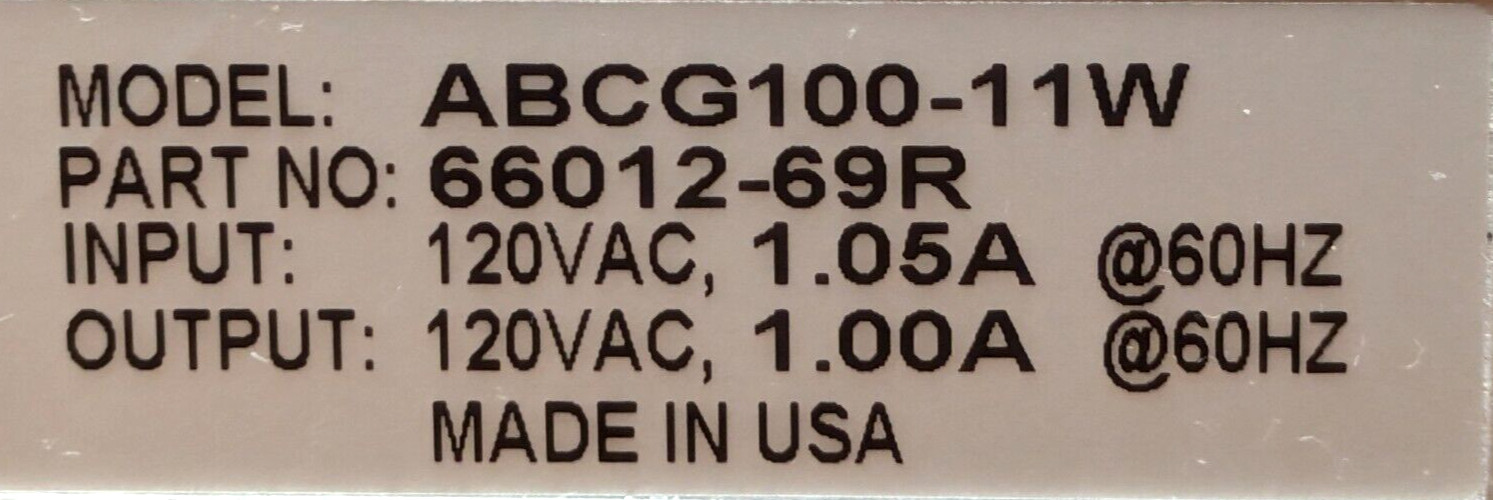 MODEL: ABCG100-11W
PART NO: 66012-69R
INPUT: 120VAC, 1.05A @60HZ
OUTPUT: 120VAC, 1.00A @60HZ
MADE IN USA